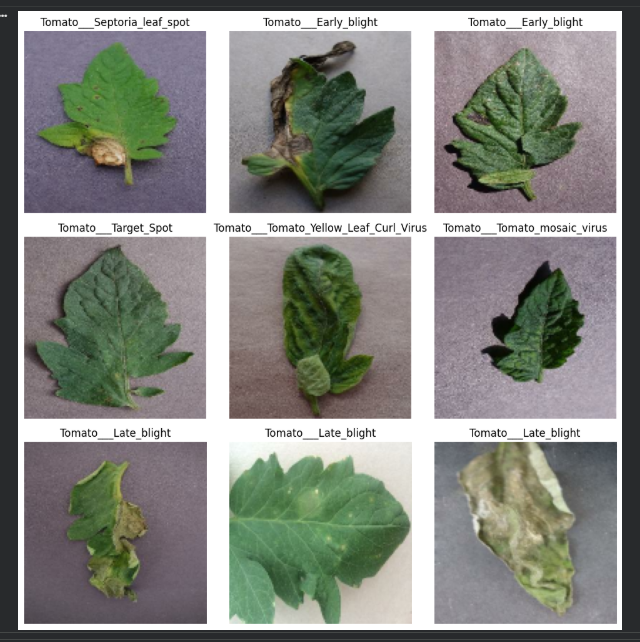 Tomato___Septoria_leaf_spot
Tomato___Early_blight
Tomato___Early_blight
Tomato___Target_Spot
Tomato___Tomato_Yellow_Leaf_Curl_Virus
Tomato___Tomato_mosaic_virus
Tomato___Late_blight
Tomato___Late_blight
Tomato___Late_blight